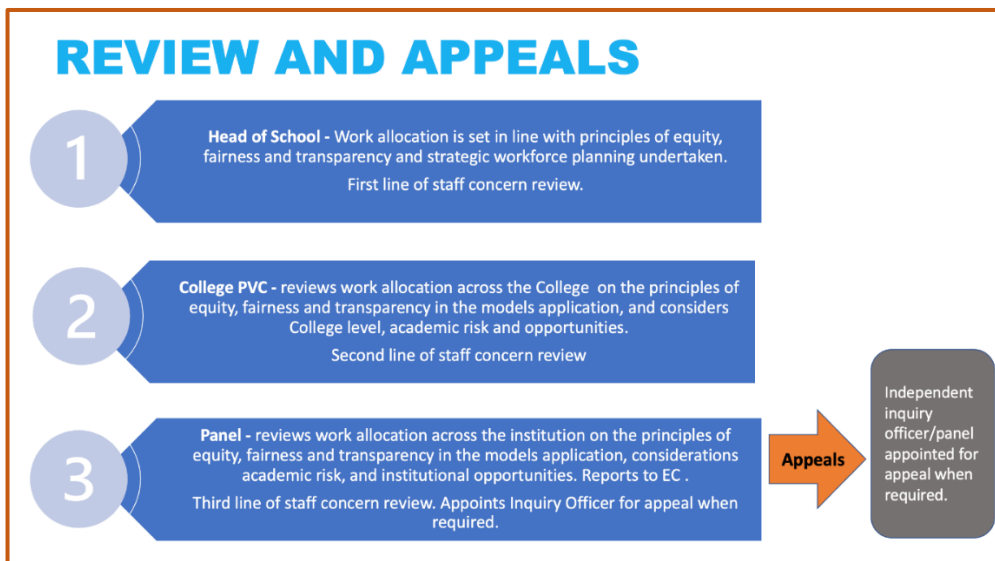 REVIEW AND APPEALS
1
Head of School - Work allocation is set in line with principles of equity,
fairness and transparency and strategic workforce planning undertaken.
First line of staff concern review.
2
College PVC - reviews work allocation across the College on the principles of
equity, fairness and transparency in the models application, and considers
College level, academic risk and opportunities.
Second line of staff concern review
3
Panel - reviews work allocation across the institution on the principles of
equity, fairness and transparency in the models application, considerations
academic risk, and institutional opportunities. Reports to EC .
Third line of staff concern review. Appoints Inquiry Officer for appeal when
required.
Appeals
Independent
inquiry
officer/panel
appointed for
appeal when
required.